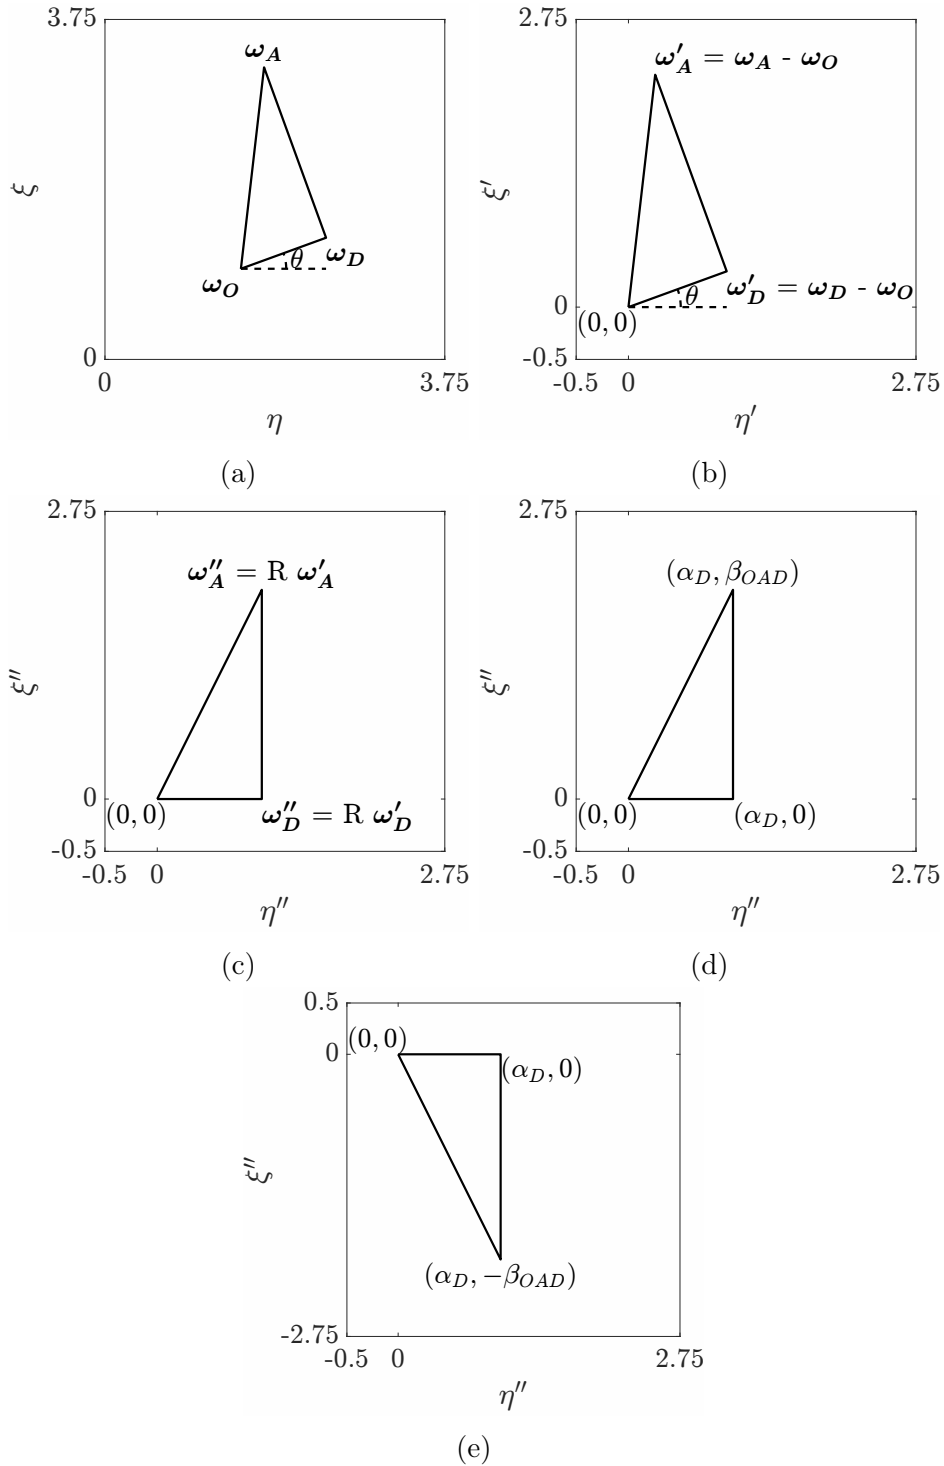 3.75
𝝎_A
ξ
θ
𝝎_D
𝝎_O
0
0
3.75
η
(a)
2.75
𝝎′_A = 𝝎_A - 𝝎_O
ξ′
θ
𝝎′_D = 𝝎_D - 𝝎_O
0
(0, 0)
-0.5
-0.5 0 2.75
η′
(b)
2.75
𝝎″_A = R 𝝎′_A
ξ″
0
(0, 0)
𝝎″_D = R 𝝎′_D
-0.5
-0.5 0 2.75
η″
(c)
2.75
(α_D, β_OAD)
ξ″
0
(0, 0)
(α_D, 0)
-0.5
-0.5 0 2.75
η″
(d)
0.5
(0, 0)
0
(α_D, 0)
ξ″
(α_D, −β_OAD)
-2.75
-0.5 0 2.75
η″
(e)